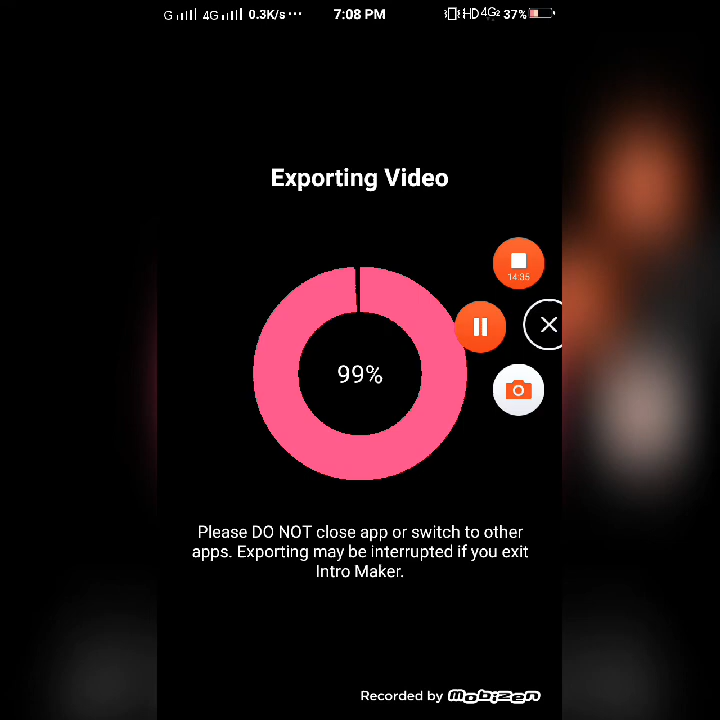 G 4G 0.3K/s ··· 7:08 PM HD 4G2 37%
Exporting Video
14:35
99%
Please DO NOT close app or switch to other
apps. Exporting may be interrupted if you exit
Intro Maker.
Recorded by Mobizen